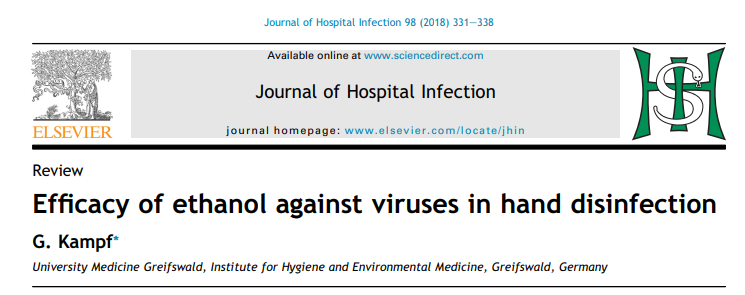 Journal of Hospital Infection 98 (2018) 331–338
Available online at www.sciencedirect.com
Journal of Hospital Infection
journal homepage: www.elsevier.com/locate/jhin
ELSEVIER
Review
Efficacy of ethanol against viruses in hand disinfection
G. Kampf*
University Medicine Greifswald, Institute for Hygiene and Environmental Medicine, Greifswald, Germany